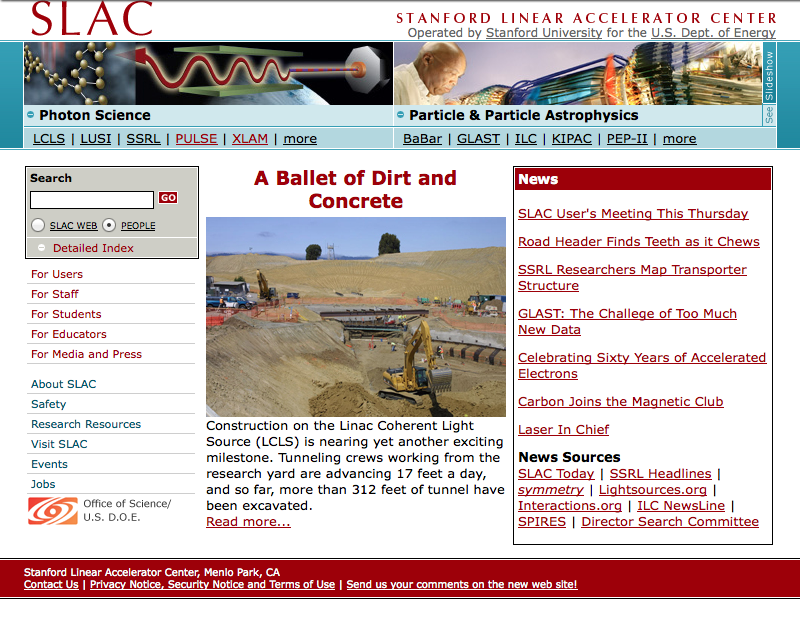 SLAC
STANFORD LINEAR ACCELERATOR CENTER
Operated by Stanford University for the U.S. Dept. of Energy
See Slideshow
Photon Science
LCLS | LUSI | SSRL | PULSE | XLAM | more
Particle & Particle Astrophysics
BaBar | GLAST | ILC | KIPAC | PEP-II | more
Search
GO
SLAC WEB PEOPLE
Detailed Index
For Users
For Staff
For Students
For Educators
For Media and Press
About SLAC
Safety
Research Resources
Visit SLAC
Events
Jobs
Office of Science/
U.S. D.O.E.
A Ballet of Dirt and
Concrete
Construction on the Linac Coherent Light
Source (LCLS) is nearing yet another exciting
milestone. Tunneling crews working from the
research yard are advancing 17 feet a day,
and so far, more than 312 feet of tunnel have
been excavated.
Read more...
News
SLAC User's Meeting This Thursday
Road Header Finds Teeth as it Chews
SSRL Researchers Map Transporter
Structure
GLAST: The Challege of Too Much
New Data
Celebrating Sixty Years of Accelerated
Electrons
Carbon Joins the Magnetic Club
Laser In Chief
News Sources
SLAC Today | SSRL Headlines |
symmetry | Lightsources.org |
Interactions.org | ILC NewsLine |
SPIRES | Director Search Committee
Stanford Linear Accelerator Center, Menlo Park, CA
Contact Us | Privacy Notice, Security Notice and Terms of Use | Send us your comments on the new web site!